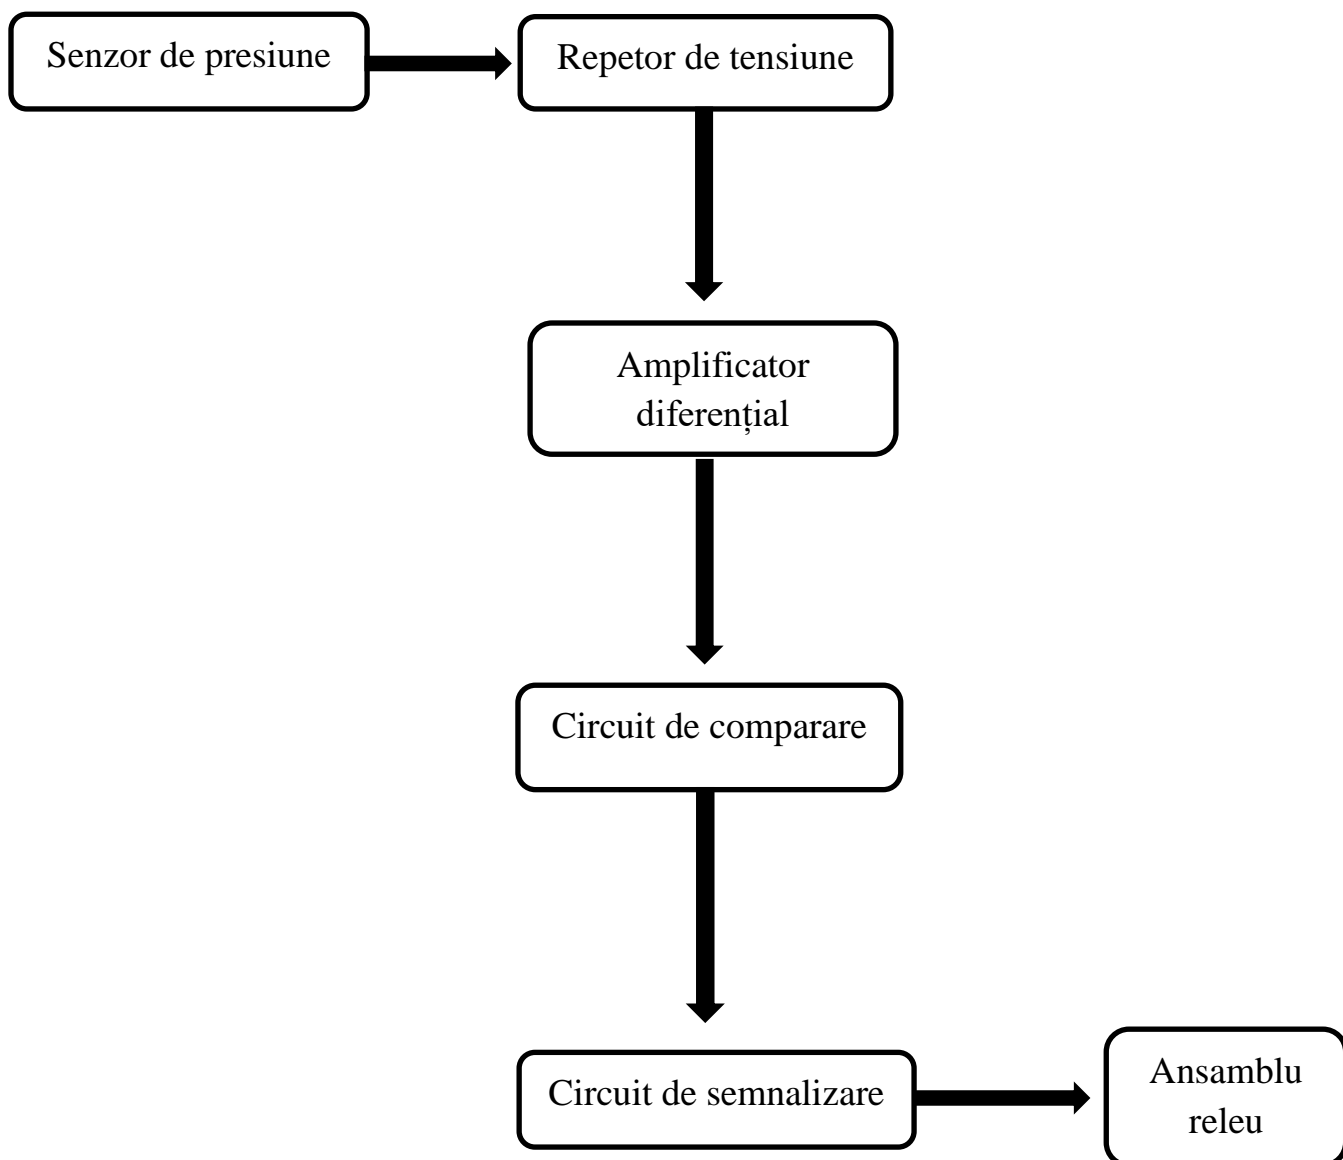 Senzor de presiune
Repetor de tensiune
Amplificator
diferențial
Circuit de comparare
Circuit de semnalizare
Ansamblu
releu